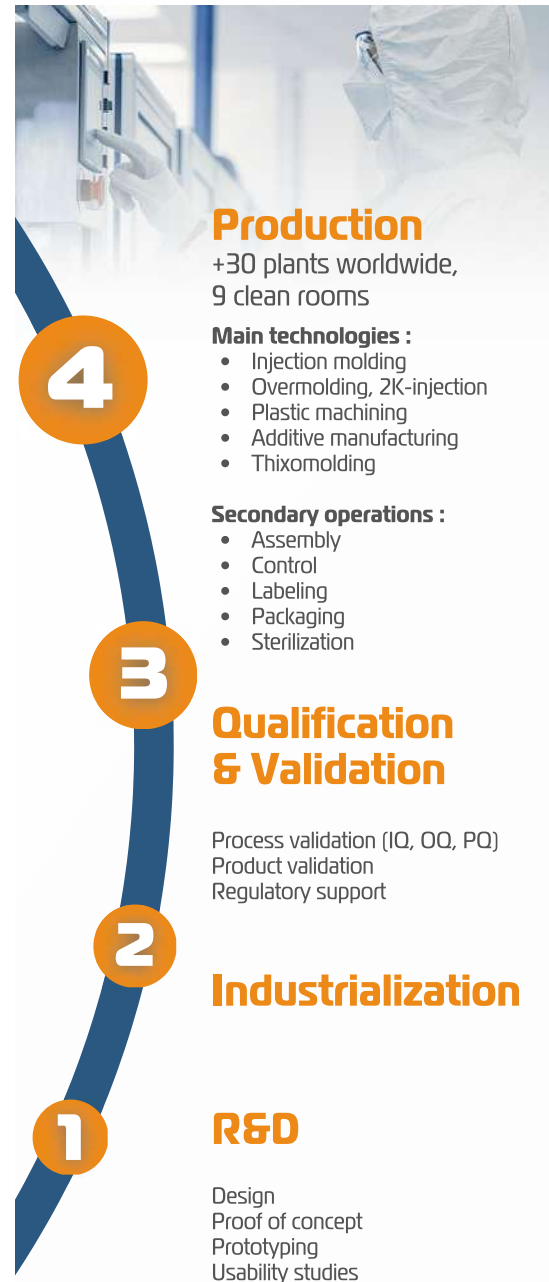 Production
+30 plants worldwide,
9 clean rooms
4
Main technologies :
• Injection molding
• Overmolding, 2K-injection
• Plastic machining
• Additive manufacturing
• Thixomolding
Secondary operations :
• Assembly
• Control
• Labeling
• Packaging
• Sterilization
3
Qualification
& Validation
Process validation (IQ, OQ, PQ)
Product validation
Regulatory support
2
Industrialization
1
R&D
Design
Proof of concept
Prototyping
Usability studies